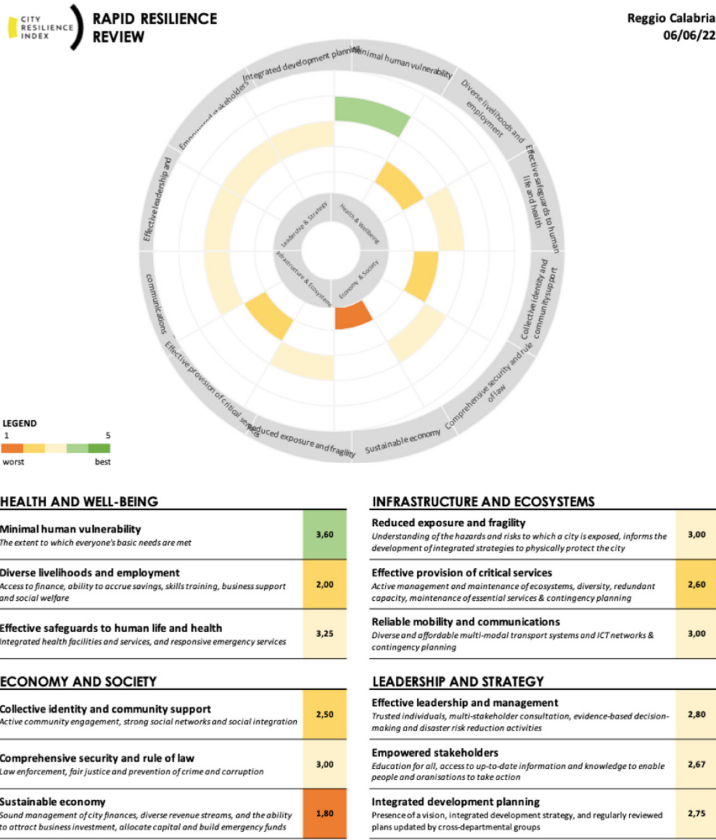 CITY
RESILIENCE
INDEX
RAPID RESILIENCE
REVIEW
Reggio Calabria
06/06/22
Integrated development planning
Minimal human vulnerability
Diverse livelihoods and
employment
Effective safeguards to human
life and health
Collective identity and
community support
Comprehensive security and rule
of law
Sustainable economy
Reduced exposure and fragility
Effective provision of critical services
communications
Effective leadership and
Empowered stakeholders
Leadership & Strategy
Health & Wellbeing
Economy & Society
Infrastructure & Ecosystems
LEGEND
1 5
worst best
HEALTH AND WELL-BEING
Minimal human vulnerability
The extent to which everyone's basic needs are met
3,60
Diverse livelihoods and employment
Access to finance, ability to accrue savings, skills training, business support
and social welfare
2,00
Effective safeguards to human life and health
Integrated health facilities and services, and responsive emergency services
3,25
ECONOMY AND SOCIETY
Collective identity and community support
Active community engagement, strong social networks and social integration
2,50
Comprehensive security and rule of law
Law enforcement, fair justice and prevention of crime and corruption
3,00
Sustainable economy
Sound management of city finances, diverse revenue streams, and the ability
to attract business investment, allocate capital and build emergency funds
1,80
INFRASTRUCTURE AND ECOSYSTEMS
Reduced exposure and fragility
Understanding of the hazards and risks to which a city is exposed, informs the
development of integrated strategies to physically protect the city
3,00
Effective provision of critical services
Active management and maintenance of ecosystems, diversity, redundant
capacity, maintenance of essential services & contingency planning
2,60
Reliable mobility and communications
Diverse and affordable multi-modal transport systems and ICT networks &
contingency planning
3,00
LEADERSHIP AND STRATEGY
Effective leadership and management
Trusted individuals, multi-stakeholder consultation, evidence-based decision-
making and disaster risk reduction activities
2,80
Empowered stakeholders
Education for all, access to up-to-date information and knowledge to enable
people and oranisations to take action
2,67
Integrated development planning
Presence of a vision, integrated development strategy, and regularly reviewed
plans updated by cross-departmental groups
2,75